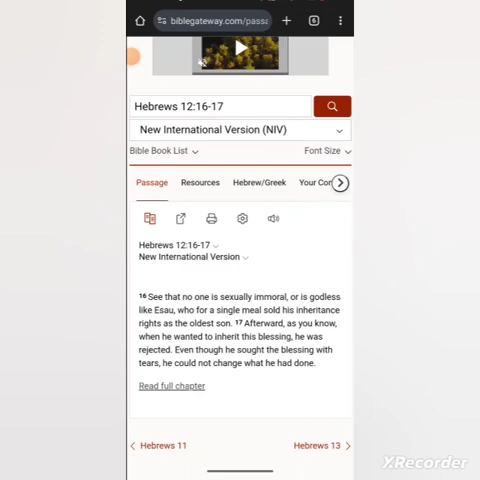 biblegateway.com/passa
6
Hebrews 12:16-17
New International Version (NIV)
Bible Book List
Font Size
Passage Resources Hebrew/Greek Your Con
Hebrews 12:16-17
New International Version
16 See that no one is sexually immoral, or is godless
like Esau, who for a single meal sold his inheritance
rights as the oldest son. 17 Afterward, as you know,
when he wanted to inherit this blessing, he was
rejected. Even though he sought the blessing with
tears, he could not change what he had done.
Read full chapter
Hebrews 11 Hebrews 13
XRecorder